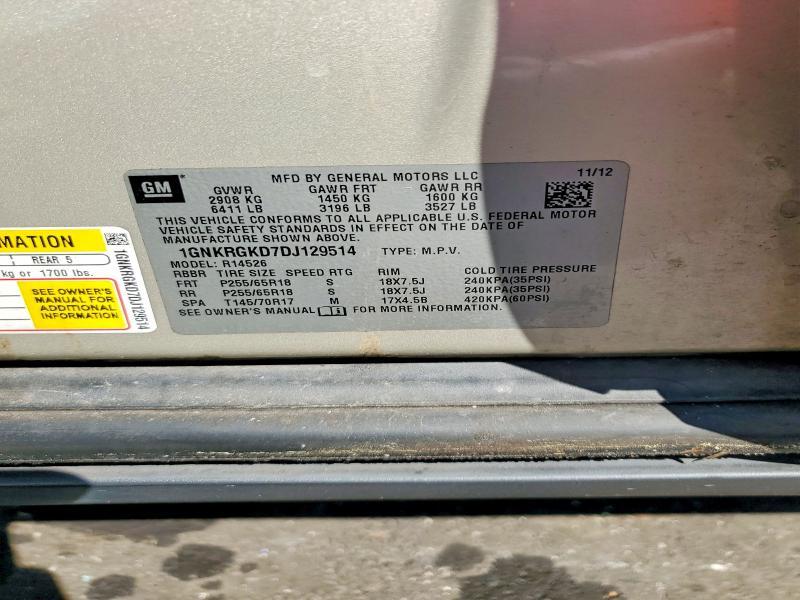 GM
MFD BY GENERAL MOTORS LLC
11/12
GVWR GAWR FRT GAWR RR
2908 KG 1450 KG 1600 KG
6411 LB 3196 LB 3527 LB
THIS VEHICLE CONFORMS TO ALL APPLICABLE U.S. FEDERAL MOTOR
VEHICLE SAFETY STANDARDS IN EFFECT ON THE DATE OF
MANUFACTURE SHOWN ABOVE.
1GNKRGKD7DJ129514 TYPE: M.P.V.
MODEL: R14526
RBBR TIRE SIZE SPEED RTG RIM COLD TIRE PRESSURE
FRT P255/65R18 S 18X7.5J 240KPA(35PSI)
RR P255/65R18 S 18X7.5J 240KPA(35PSI)
SPA T145/70R17 M 17X4.5B 420KPA(60PSI)
SEE OWNER'S MANUAL FOR MORE INFORMATION.
MATION
REAR 5
kg or 1700 lbs.
SEE OWNER'S
MANUAL FOR
ADDITIONAL
INFORMATION
1GNKRGKD7DJ129514